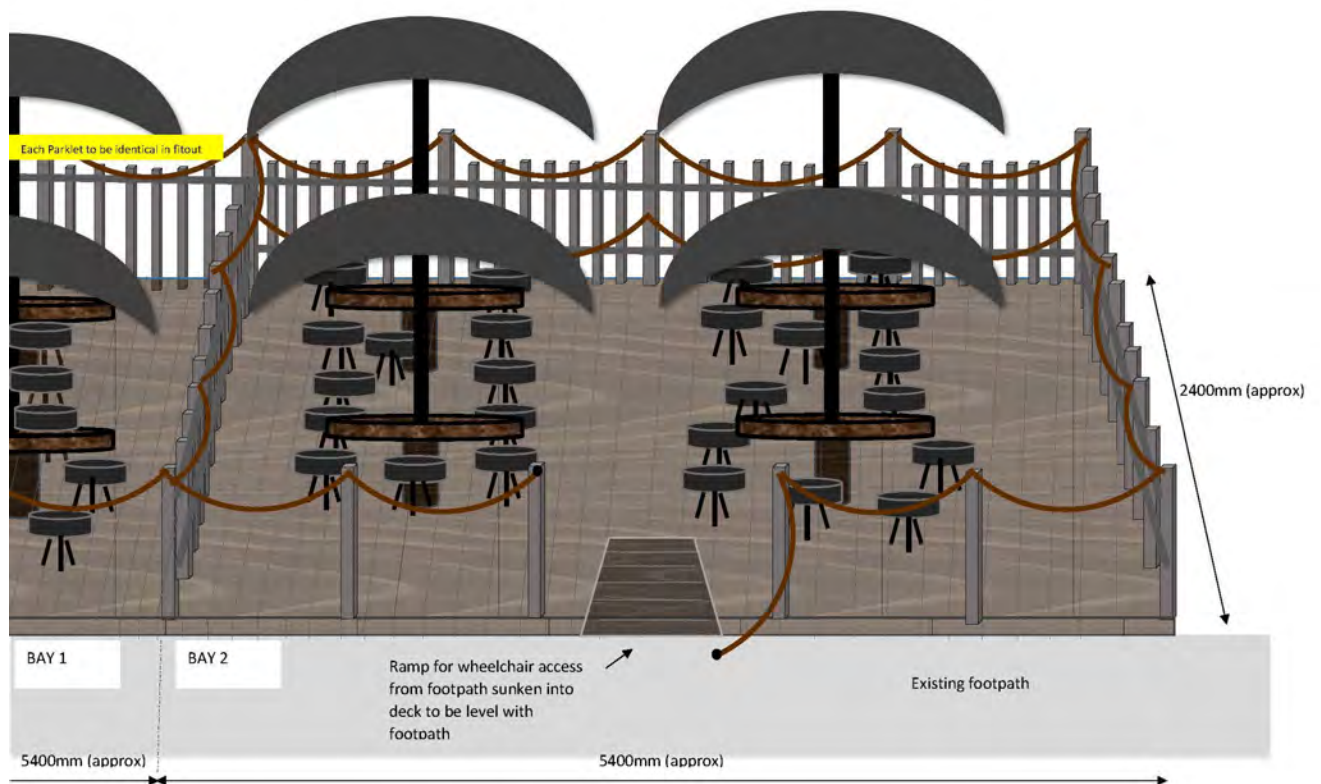 Each Parklet to be identical in fitout
2400mm (approx)
BAY 1
BAY 2
Ramp for wheelchair access
from footpath sunken into
deck to be level with
footpath
Existing footpath
5400mm (approx)
5400mm (approx)